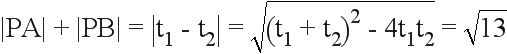 |PA| + |PB| = |t₁ - t₂| = √((t₁ + t₂)² - 4t₁t₂) = √13